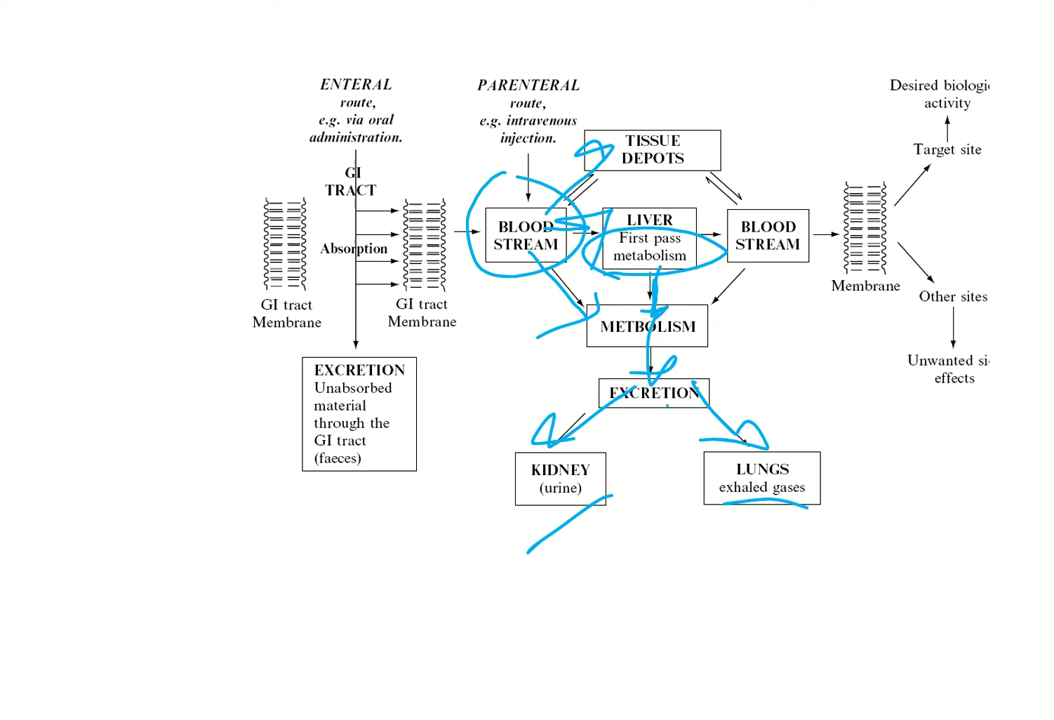 ENTERAL
route,
e.g. via oral
administration.
PARENTERAL
route,
e.g. intravenous
injection.
GI
TRACT
Absorption
GI tract
Membrane
GI tract
Membrane
EXCRETION
Unabsorbed
material
through the
GI tract
(faeces)
BLOOD
STREAM
TISSUE
DEPOTS
LIVER
First pass
metabolism
BLOOD
STREAM
METBOLISM
EXCRETION
KIDNEY
(urine)
LUNGS
exhaled gases
Membrane
Desired biologi
activity
Target site
Other sites
Unwanted si
effects